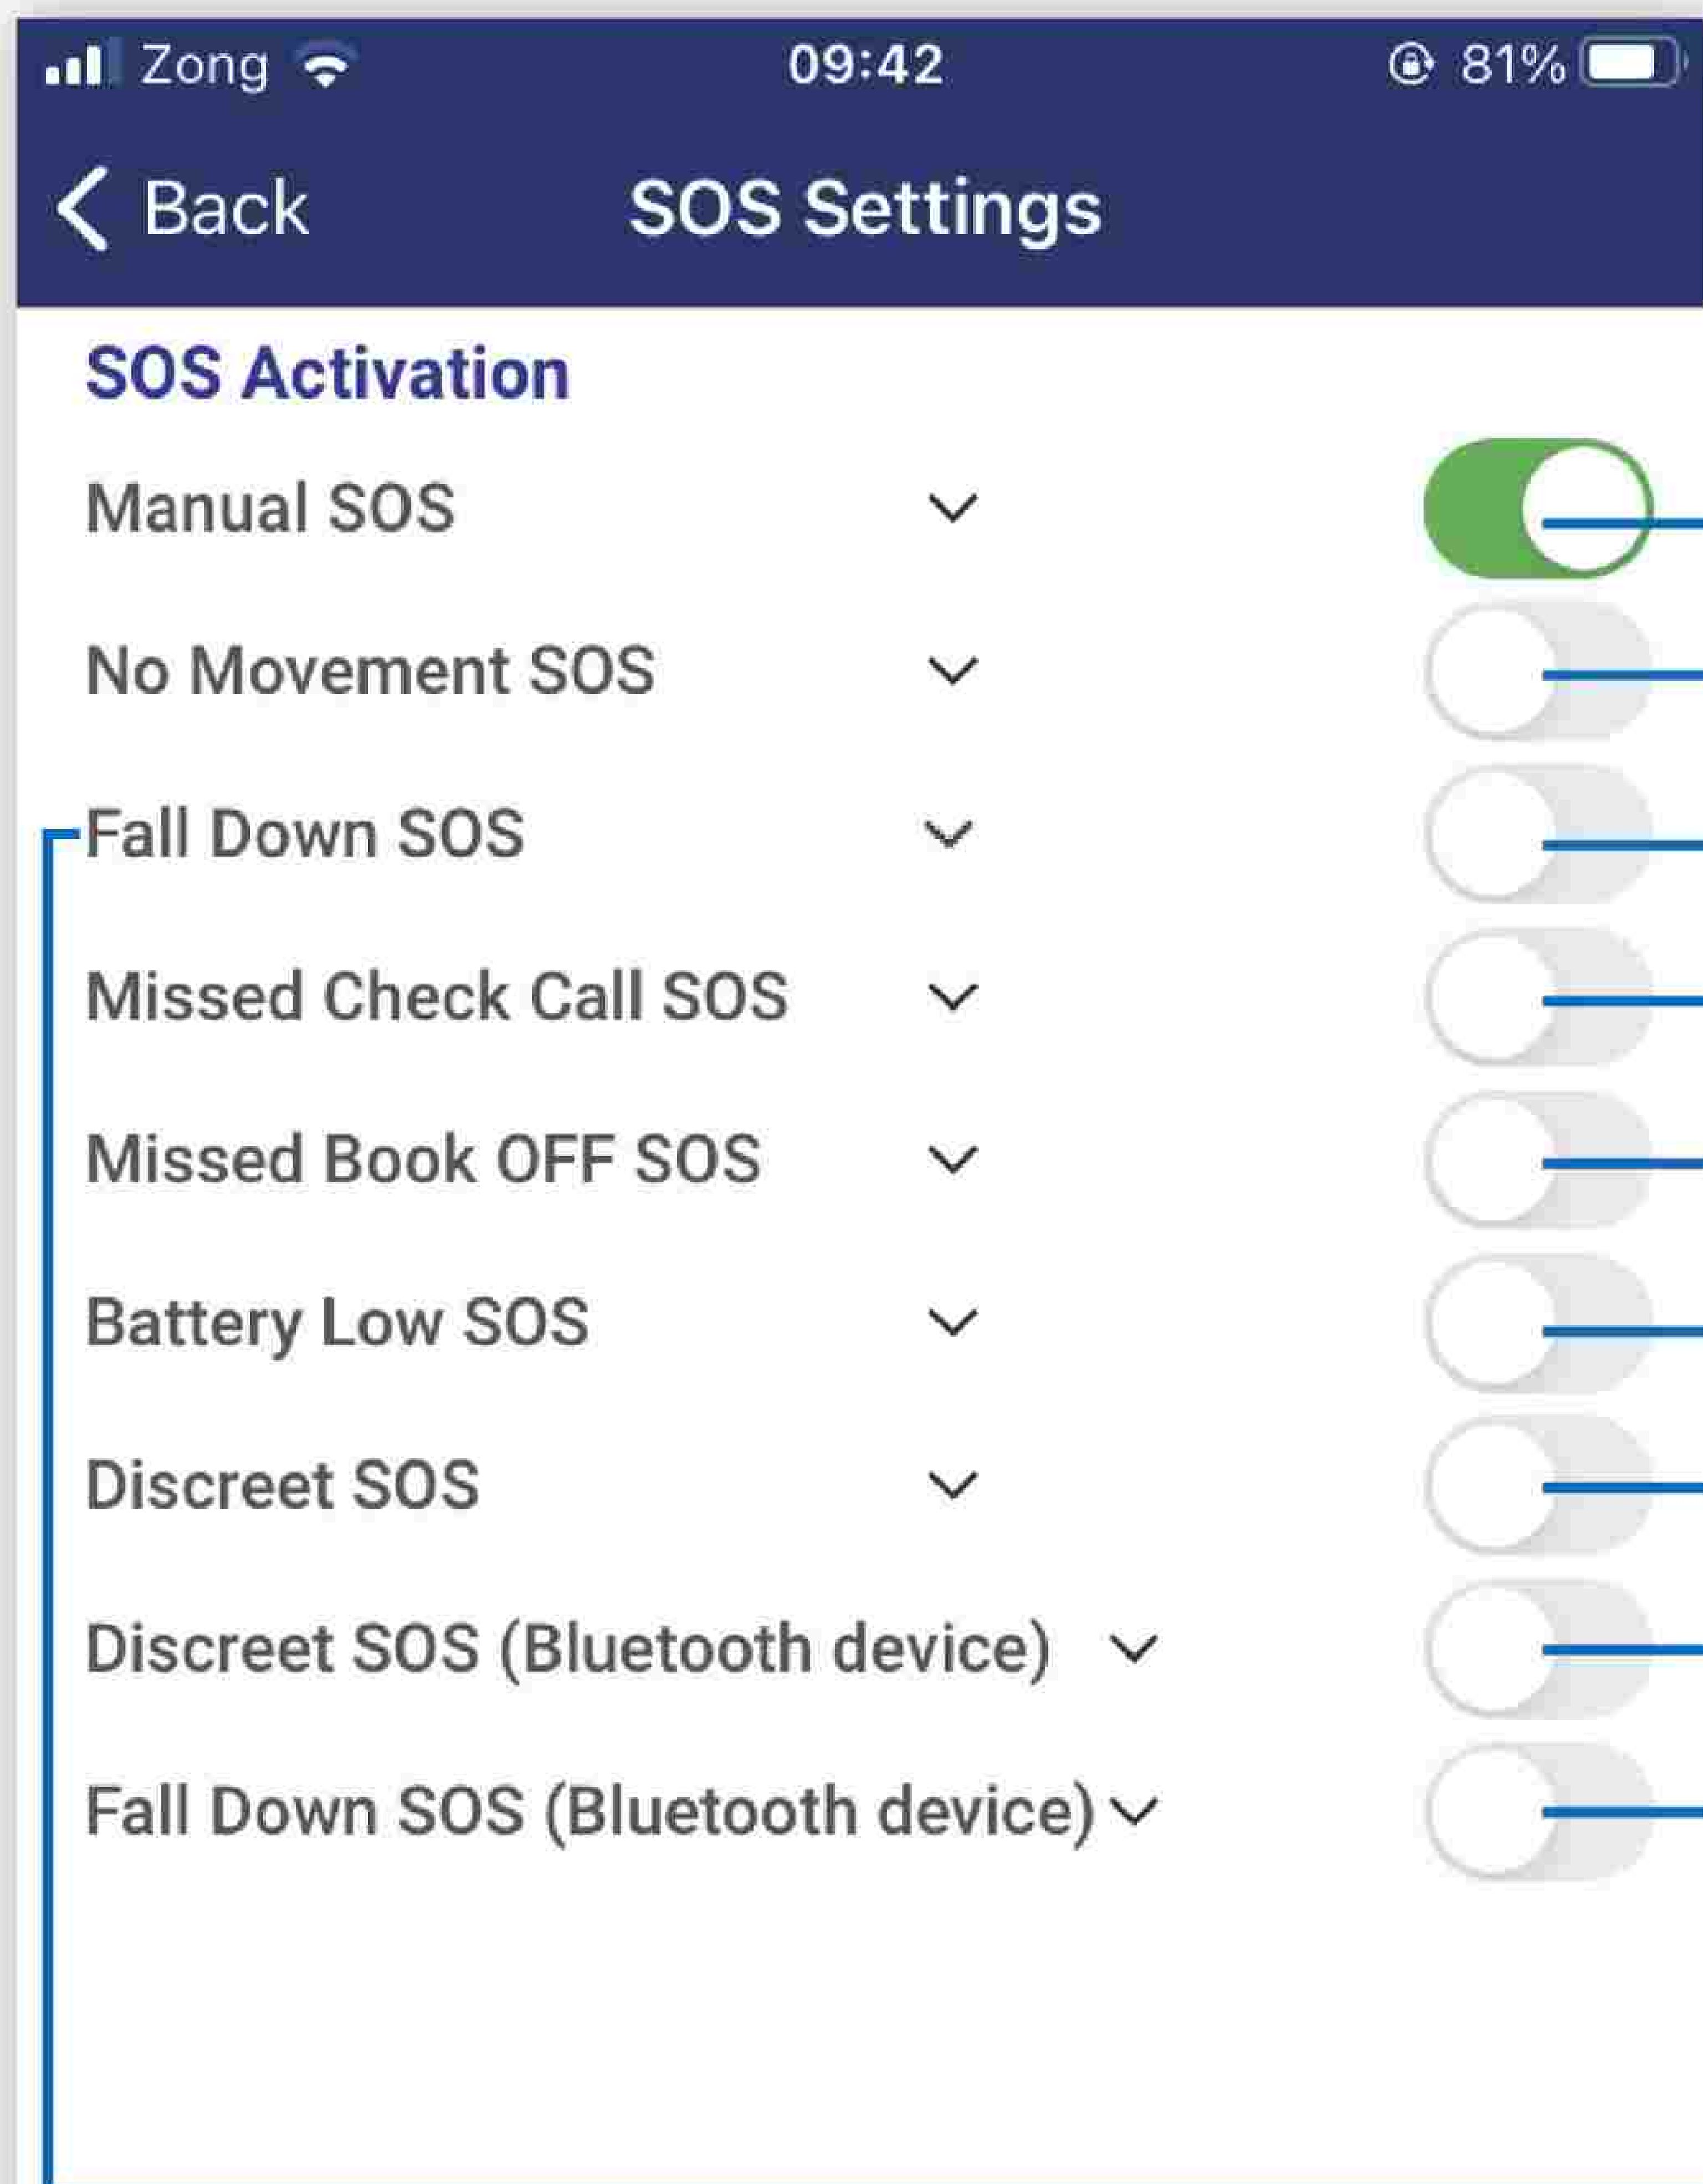 Zong 09:42 81%
Back SOS Settings
SOS Activation
Manual SOS
No Movement SOS
Fall Down SOS
Missed Check Call SOS
Missed Book OFF SOS
Battery Low SOS
Discreet SOS
Discreet SOS (Bluetooth device)
Fall Down SOS (Bluetooth device)